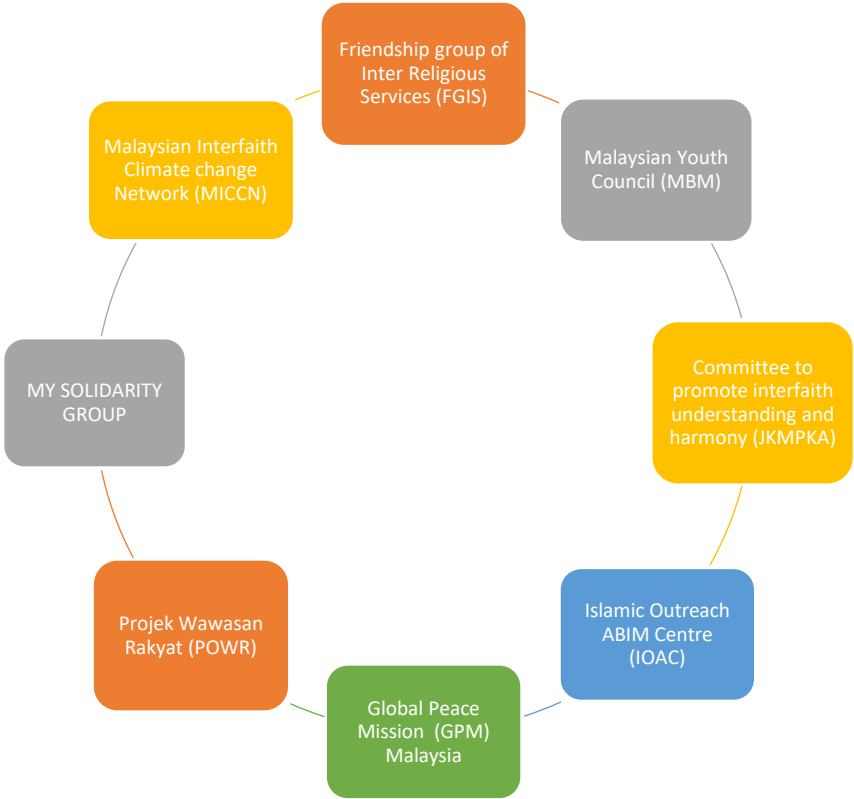 Friendship group of
Inter Religious
Services (FGIS)
Malaysian Youth
Council (MBM)
Committee to
promote interfaith
understanding and
harmony (JKMPKA)
Islamic Outreach
ABIM Centre
(IOAC)
Global Peace
Mission  (GPM)
Malaysia
Projek Wawasan
Rakyat (POWR)
MY SOLIDARITY
GROUP
Malaysian Interfaith
Climate change
Network (MICCN)